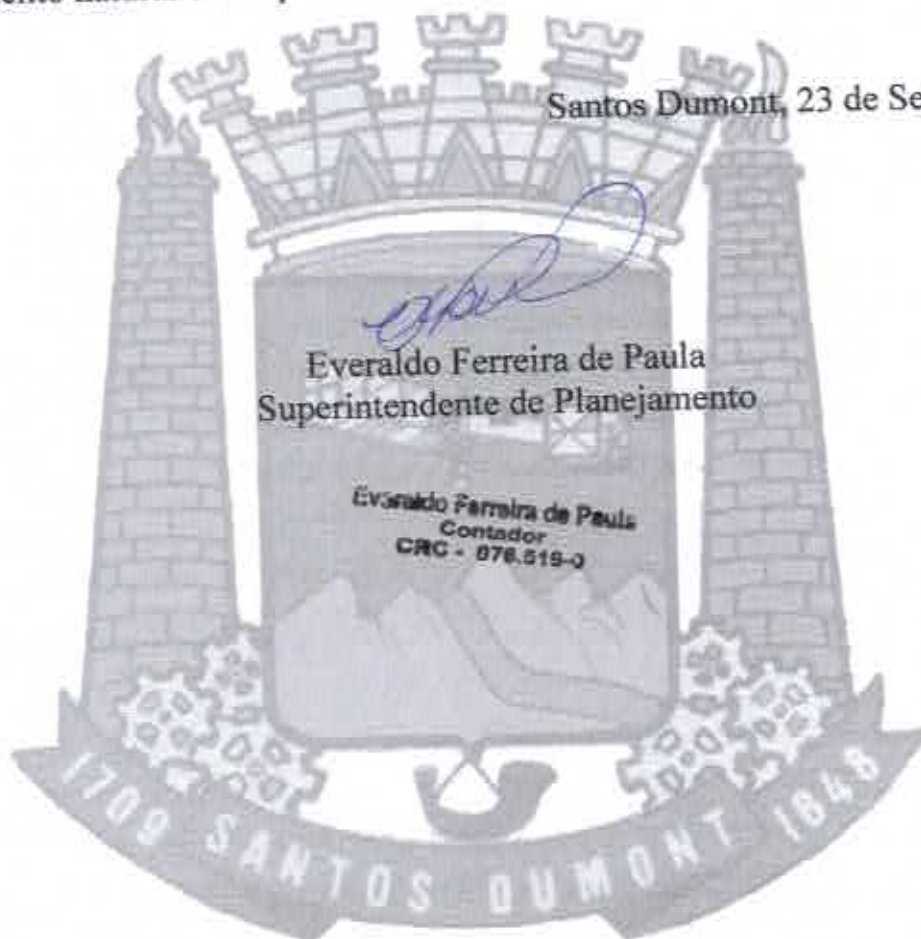 Santos Dumont, 23 de Se
Everaldo Ferreira de Paula
Superintendente de Planejamento
Everaldo Ferreira de Paula
Contador
CRC - 076.519-0
1709 SANTOS DUMONT 1848